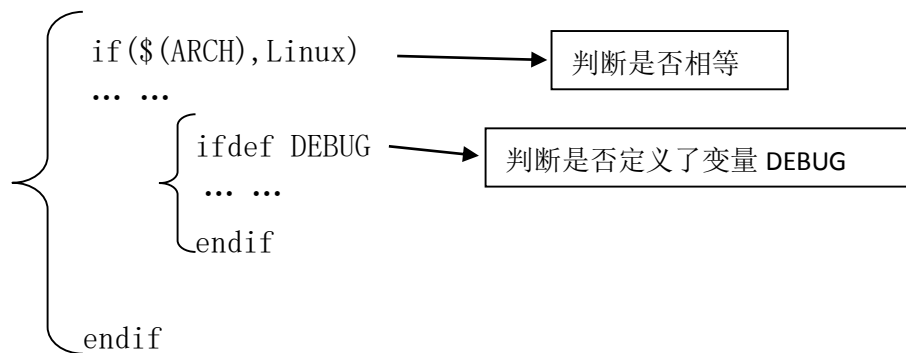 if($(ARCH),Linux)
判断是否相等
… …
ifdef DEBUG
判断是否定义了变量 DEBUG
… …
endif
endif